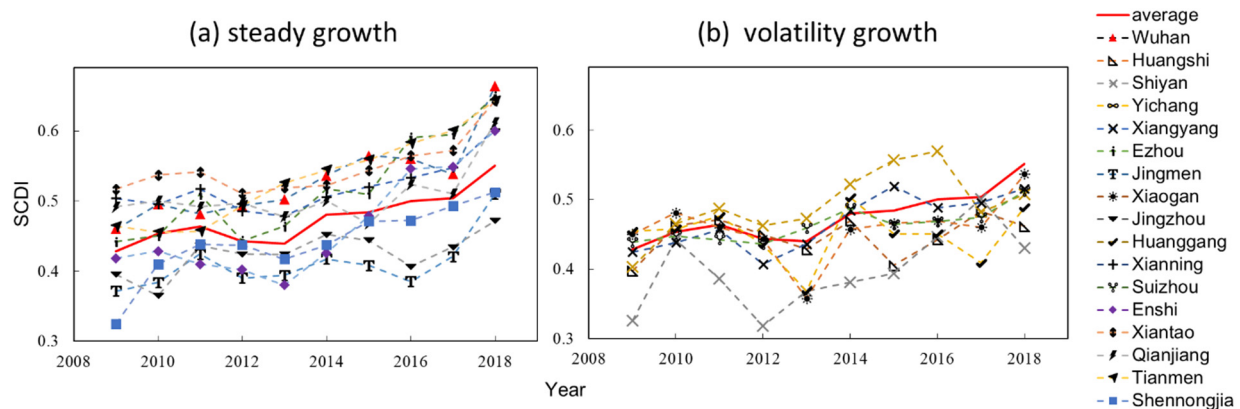 (a) steady growth
(b) volatility growth
SCDI
0.6
0.5
0.4
0.3
2008 2010 2012 2014 2016 2018 2020
0.6
0.5
0.4
0.3
2008 2010 2012 2014 2016 2018 2020
Year
average
Wuhan
Huangshi
Shiyan
Yichang
Xiangyang
Ezhou
Jingmen
Xiaogan
Jingzhou
Huanggang
Xianning
Suizhou
Enshi
Xiantao
Qianjiang
Tianmen
Shennongjia